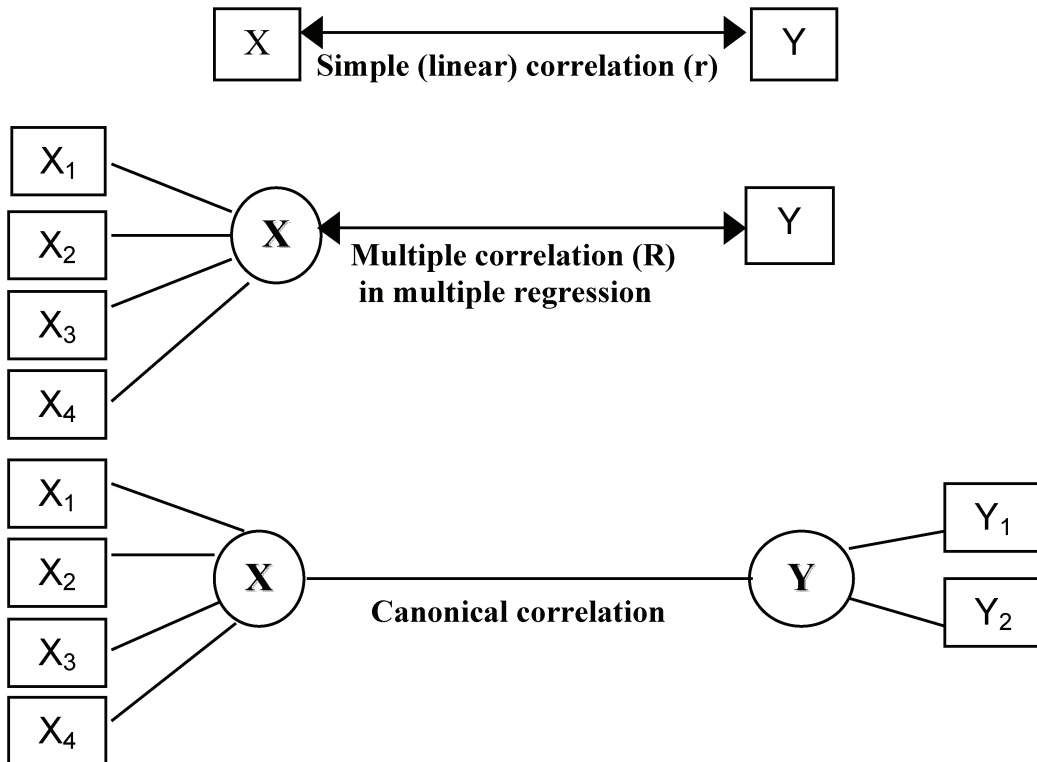 X
Y
Simple (linear) correlation (r)
X₁
X₂
X₃
X₄
X
Y
Multiple correlation (R)
in multiple regression
X₁
X₂
X₃
X₄
X
Y
Canonical correlation
Y₁
Y₂